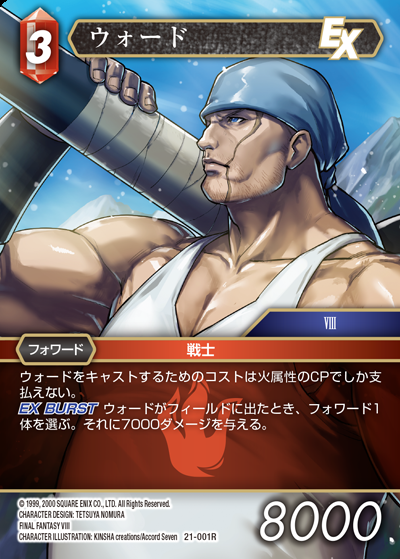 3
ウォード
EX
VIII
フォワード
戦士
ウォードをキャストするためのコストは火属性のCPでしか支
払えない。
EX BURST ウォードがフィールドに出たとき、フォワード1
体を選ぶ。それに7000ダメージを与える。
© 1999, 2000 SQUARE ENIX CO., LTD. All Rights Reserved.
CHARACTER DESIGN: TETSUYA NOMURA
FINAL FANTASY VIII
CHARACTER ILLUSTRATION: KINSHA creations/Accord Seven
21-001R
8000